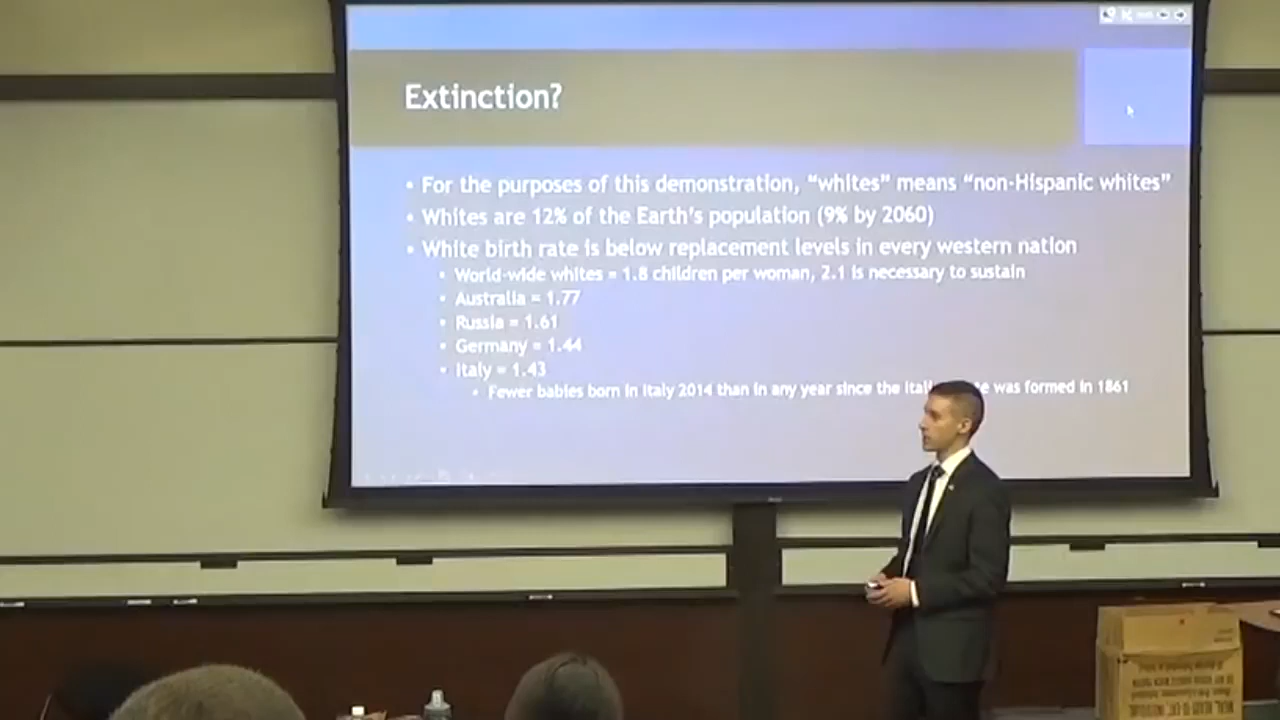 Extinction?
• For the purposes of this demonstration, “whites” means “non-Hispanic whites”
• Whites are 12% of the Earth’s population (9% by 2060)
• White birth rate is below replacement levels in every western nation
• World-wide whites = 1.8 children per woman, 2.1 is necessary to sustain
• Australia = 1.77
• Russia = 1.61
• Germany = 1.44
• Italy = 1.43
• Fewer babies born in Italy 2014 than in any year since the was formed in 1861